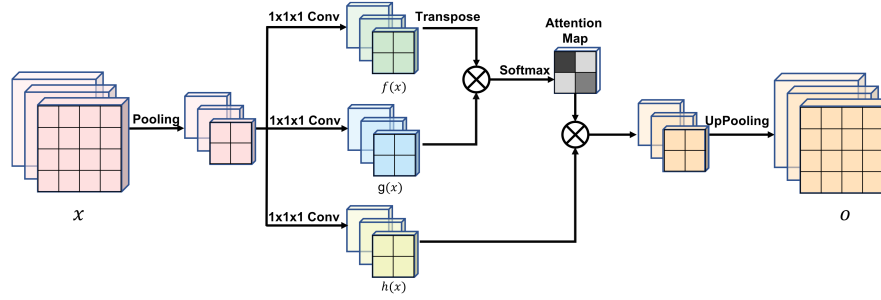 1x1x1 Conv
Transpose
f(x)
Attention
Map
Softmax
Pooling
1x1x1 Conv
g(x)
UpPooling
x
1x1x1 Conv
h(x)
o